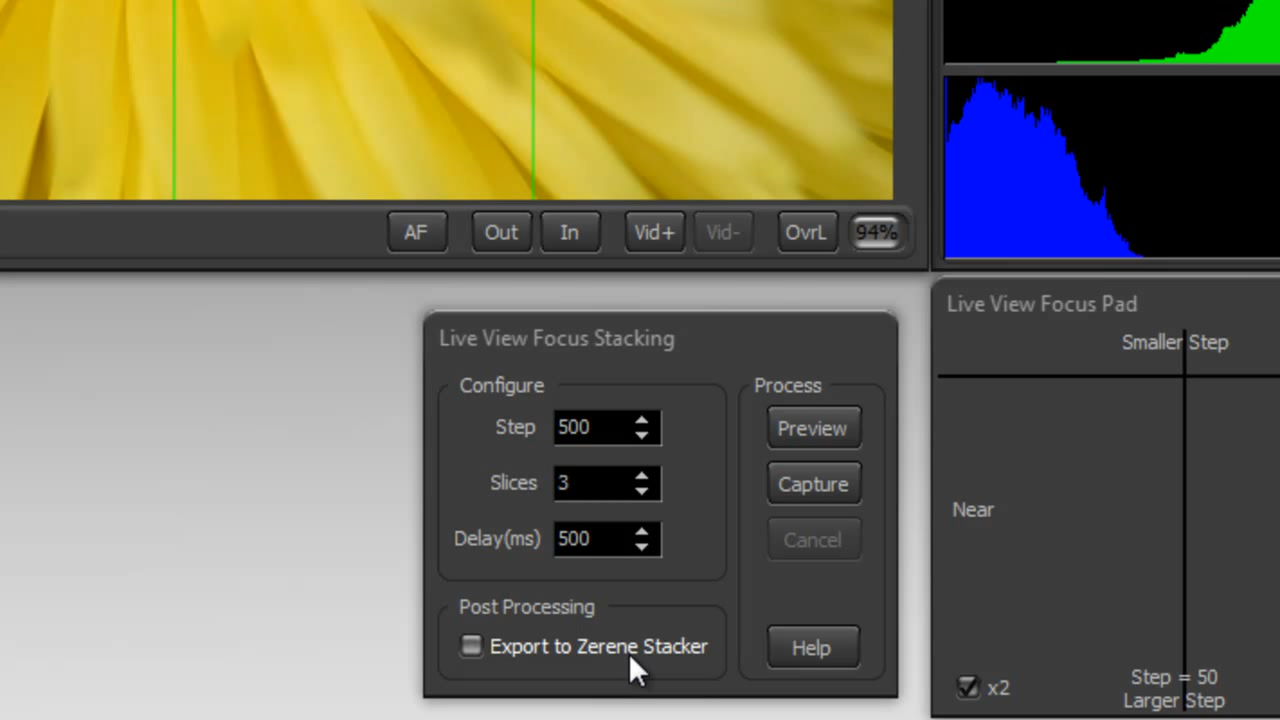 AF Out In Vid+ Vid- OvrL 94%
Live View Focus Stacking
Configure
Step 500
Slices 3
Delay(ms) 500
Post Processing
Export to Zerene Stacker
Process
Preview
Capture
Cancel
Help
Live View Focus Pad
Smaller Step
Near
x2
Step = 50
Larger Step